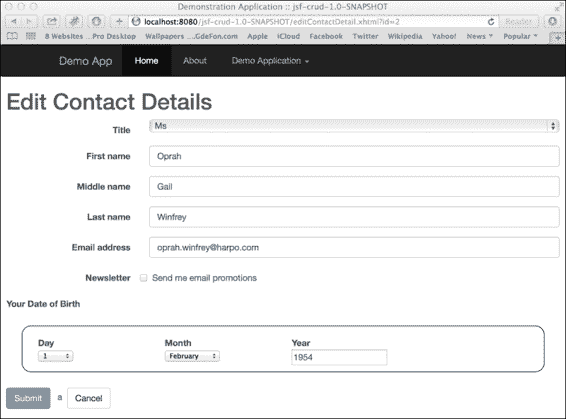 Demonstration Application :: jsf-crud-1.0-SNAPSHOT
localhost:8080/jsf-crud-1.0-SNAPSHOT/editContactDetail.xhtml?id=2
Reader
8 Websites ...Pro Desktop Wallpapers ...GdeFon.com) Apple iCloud Facebook Twitter Wikipedia Yahoo! News Popular
Demo App Home About Demo Application
Edit Contact Details
Title Ms
First name Oprah
Middle name Gail
Last name Winfrey
Email address oprah.winfrey@harpo.com
Newsletter Send me email promotions
Your Date of Birth
Day Month Year
1 February 1954
Submit a Cancel